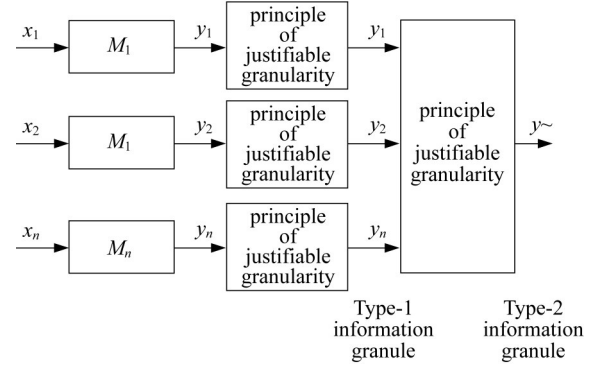 x1
M1
y1
principle
of
justifiable
granularity
y1
x2
M1
y2
principle
of
justifiable
granularity
y2
principle
of
justifiable
granularity
y~
xn
Mn
yn
principle
of
justifiable
granularity
yn
Type-1
information
granule
Type-2
information
granule